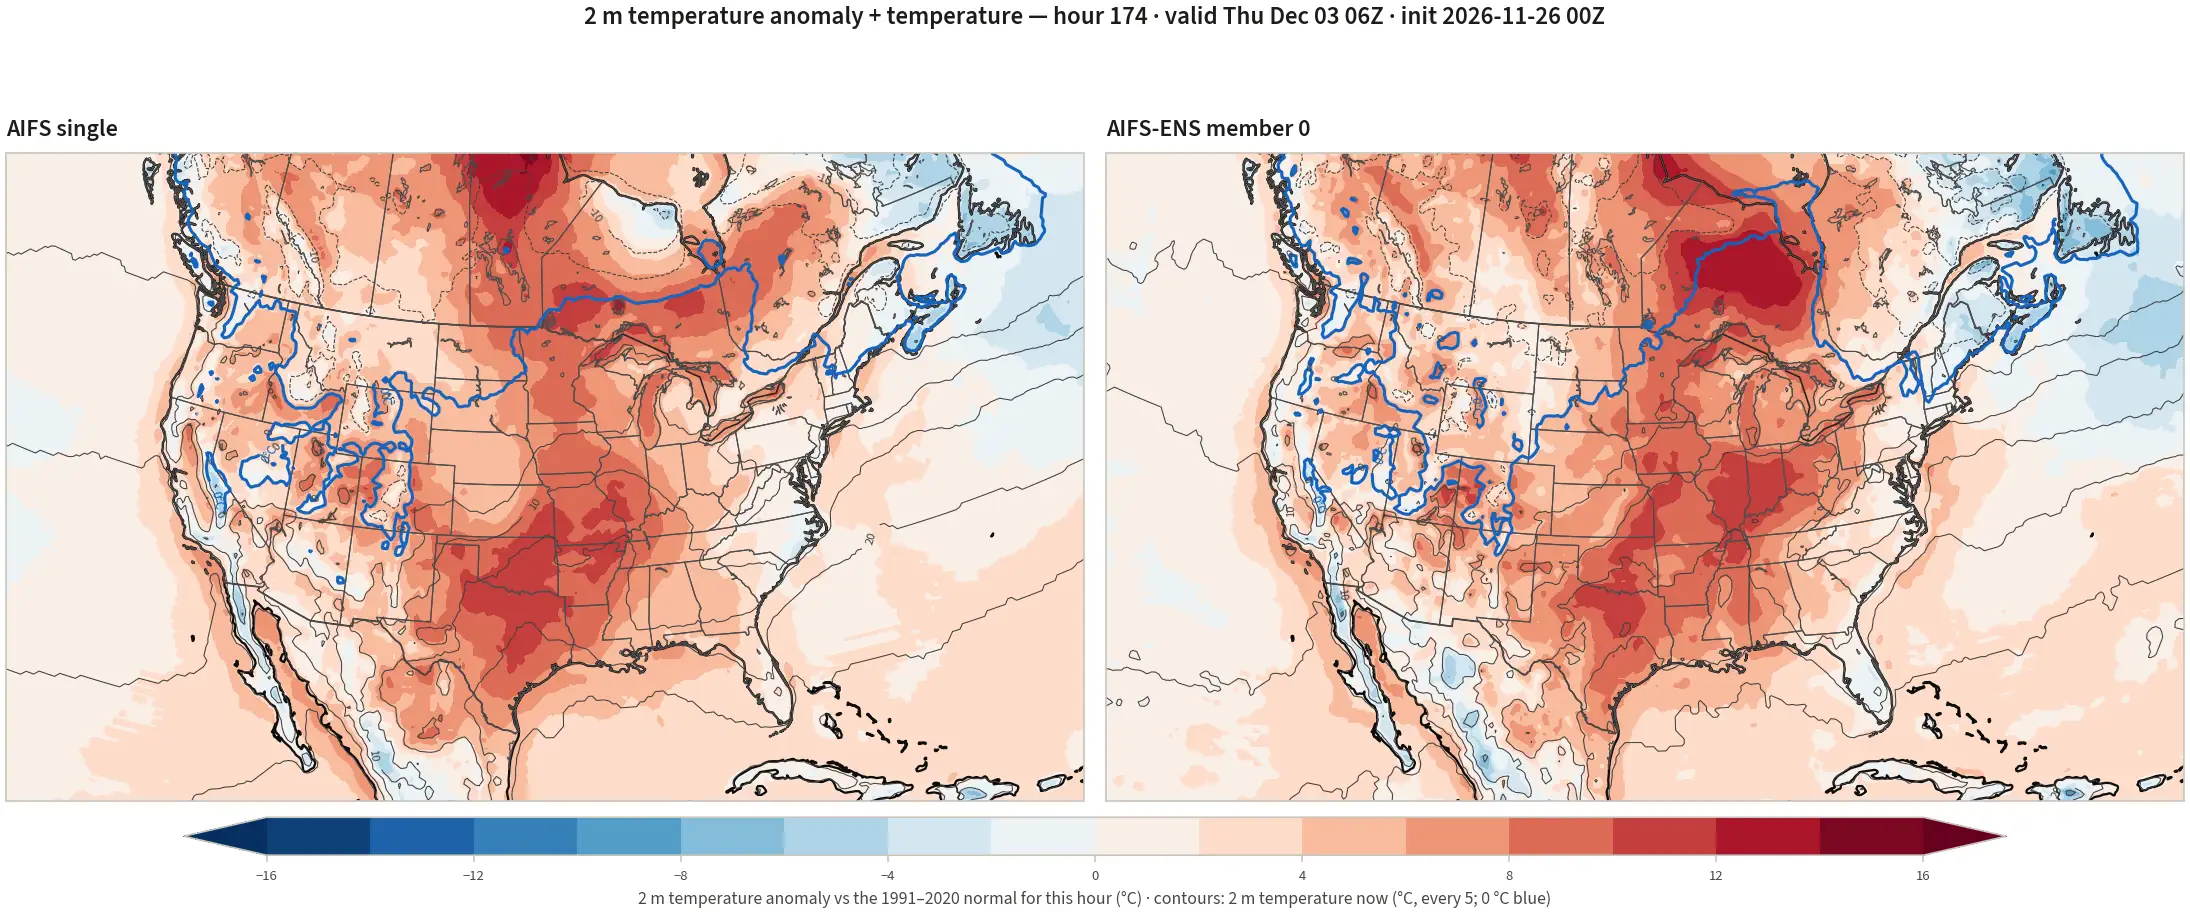 2 m temperature anomaly + temperature — hour 174 · valid Thu Dec 03 06Z · init 2026-11-26 00Z
AIFS single
AIFS-ENS member 0
−16 −12 −8 −4 0 4 8 12 16
2 m temperature anomaly vs the 1991–2020 normal for this hour (°C) · contours: 2 m temperature now (°C, every 5; 0 °C blue)